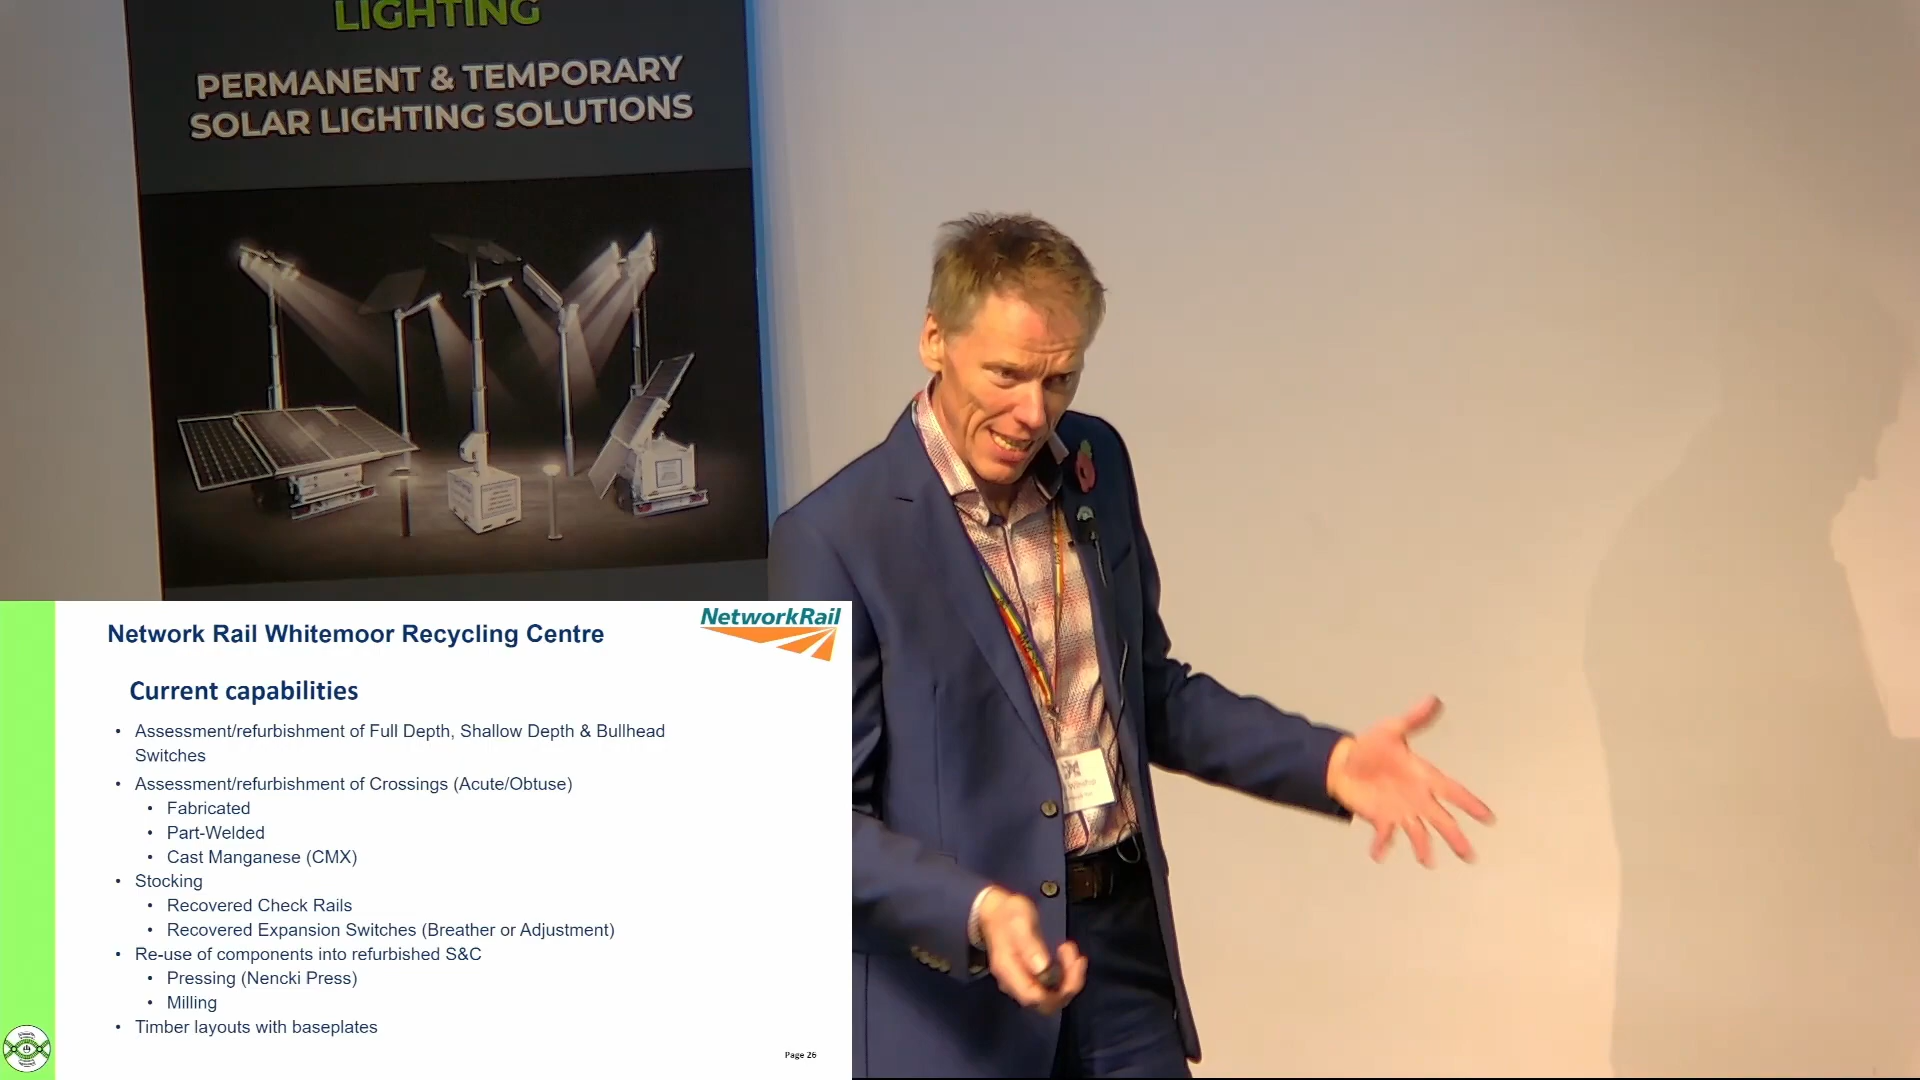 LIGHTING
PERMANENT & TEMPORARY
SOLAR LIGHTING SOLUTIONS
Network Rail Whitemoor Recycling Centre
NetworkRail
Current capabilities
• Assessment/refurbishment of Full Depth, Shallow Depth & Bullhead
Switches
• Assessment/refurbishment of Crossings (Acute/Obtuse)
• Fabricated
• Part-Welded
• Cast Manganese (CMX)
• Stocking
• Recovered Check Rails
• Recovered Expansion Switches (Breather or Adjustment)
• Re-use of components into refurbished S&C
• Pressing (Nencki Press)
• Milling
• Timber layouts with baseplates
Page 26